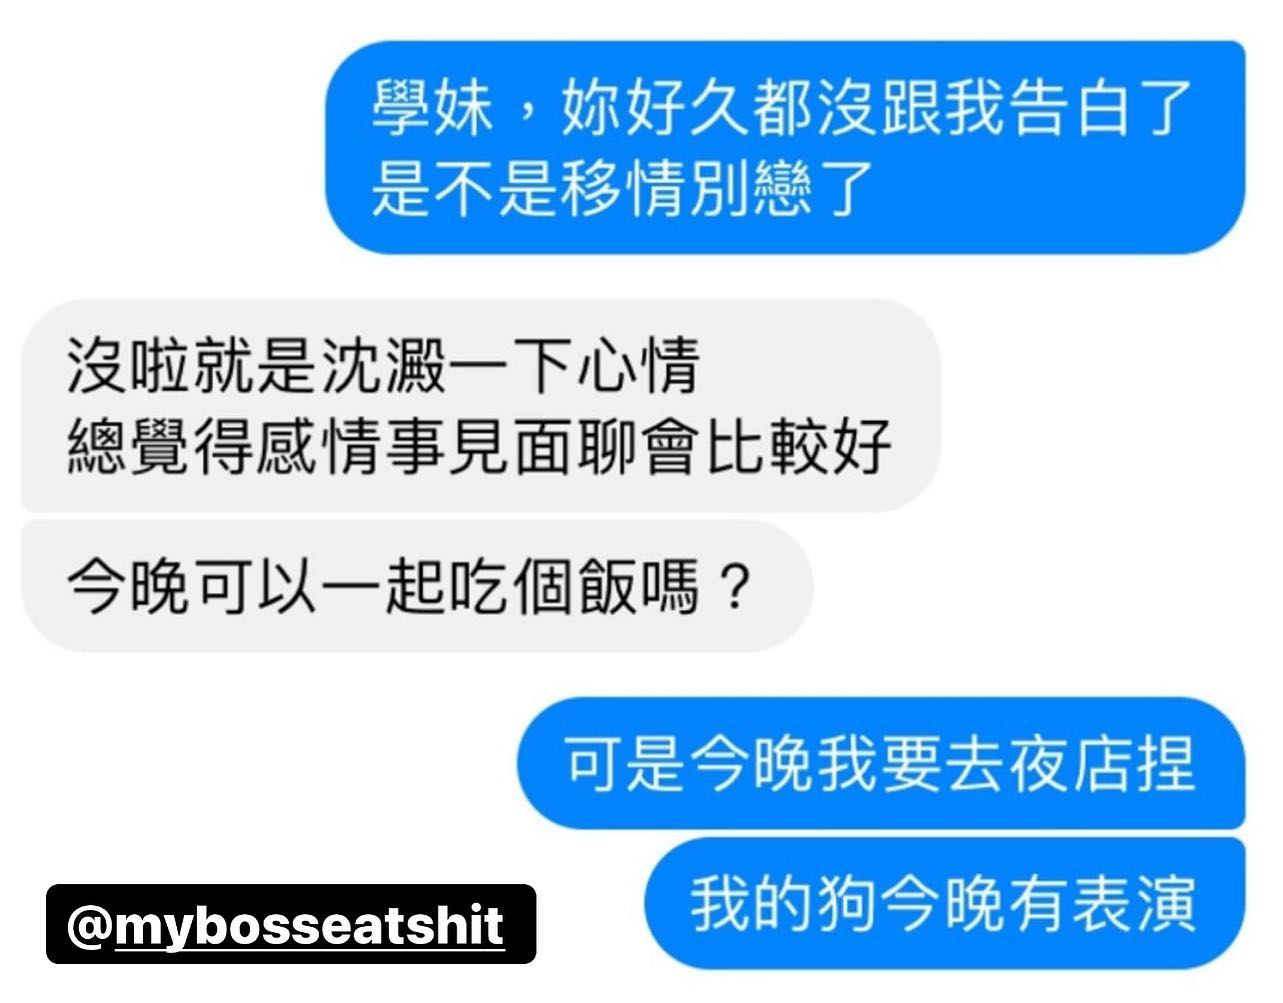 學妹，妳好久都沒跟我告白了
是不是移情別戀了
沒啦就是沈澱一下心情
總覺得感情事見面聊會比較好
今晚可以一起吃個飯嗎？
可是今晚我要去夜店捏
我的狗今晚有表演
@mybosseatshit